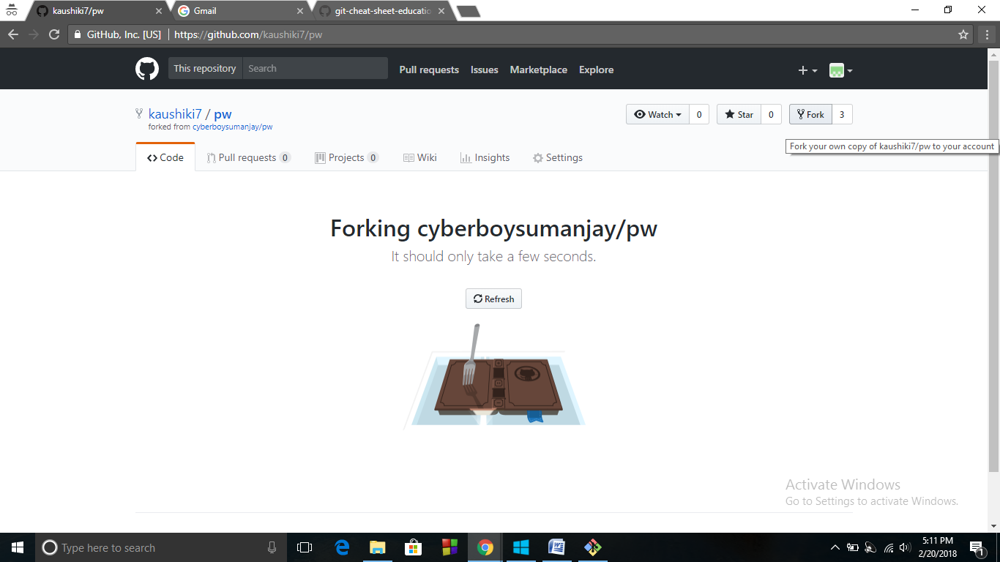 kaushiki7/pw
Gmail
git-cheat-sheet-educatio
GitHub, Inc. [US]
https://github.com/kaushiki7/pw
This repository
Search
Pull requests
Issues
Marketplace
Explore
kaushiki7 / pw
forked from cyberboysumanjay/pw
Watch 0
Star 0
Fork 3
Fork your own copy of kaushiki7/pw to your account
Code
Pull requests 0
Projects 0
Wiki
Insights
Settings
Forking cyberboysumanjay/pw
It should only take a few seconds.
Refresh
Activate Windows
Go to Settings to activate Windows.
Type here to search
5:11 PM
2/20/2018
1